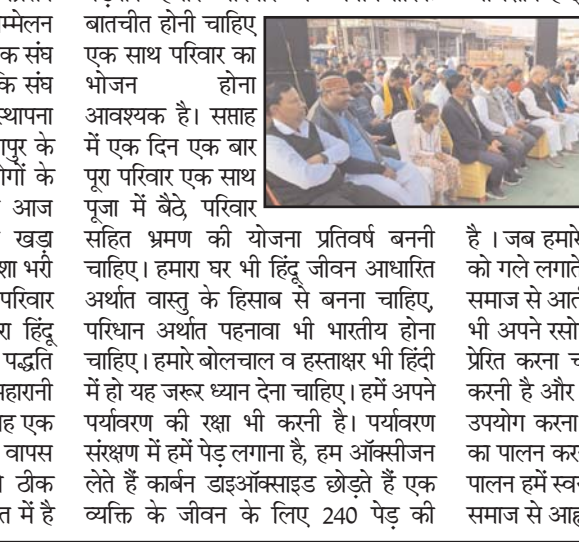 म्मेलन
क संघ
के संघ
स्थापना
गपुर के
ोगों के
आज
खड़ा
शा भरी
परिवार
रा हिंदू
पद्धति
महारानी
ह एक
वापस
ठीक
त में है
बातचीत होनी चाहिए
एक साथ परिवार का
भोजन होना
आवश्यक है। सप्ताह
में एक दिन एक बार
पूरा परिवार एक साथ
पूजा में बैठे, परिवार
सहित भ्रमण की योजना प्रतिवर्ष बननी
चाहिए। हमारा घर भी हिंदू जीवन आधारित
अर्थात वास्तु के हिसाब से बनना चाहिए,
परिधान अर्थात पहनावा भी भारतीय होना
चाहिए। हमारे बोलचाल व हस्ताक्षर भी हिंदी
में हो यह जरूर ध्यान देना चाहिए। हमें अपने
पर्यावरण की रक्षा भी करनी है। पर्यावरण
संरक्षण में हमें पेड़ लगाना है, हम ऑक्सीजन
लेते हैं कार्बन डाइऑक्साइड छोड़ते हैं एक
व्यक्ति के जीवन के लिए 240 पेड़ की
है । जब हमारे
को गले लगाते
समाज से आर्त
भी अपने रसो
प्रेरित करना च
करनी है और
उपयोग करना
का पालन कर
पालन हमें स्व
समाज से आह्